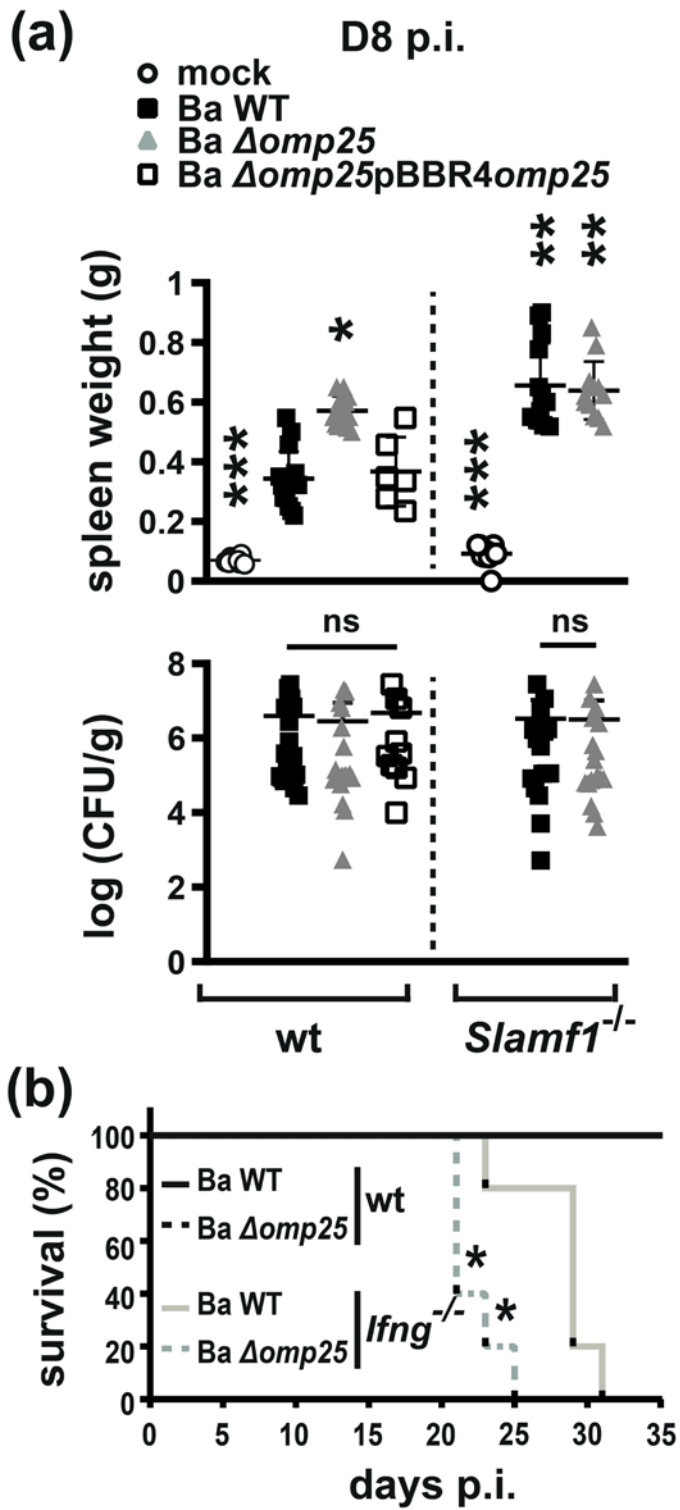 (a)
D8 p.i.
mock
Ba WT
Ba Δomp25
Ba Δomp25pBBR4omp25
spleen weight (g)
1
0.8
0.6
0.4
0.2
0
***
*
***
**
**
log (CFU/g)
8
6
4
2
0
ns
ns
wt
Slamf1-/-
(b)
survival (%)
100
80
60
40
20
0
Ba WT
Ba Δomp25
wt
Ba WT
Ba Δomp25
Ifng-/-
*
*
0 5 10 15 20 25 30 35
days p.i.